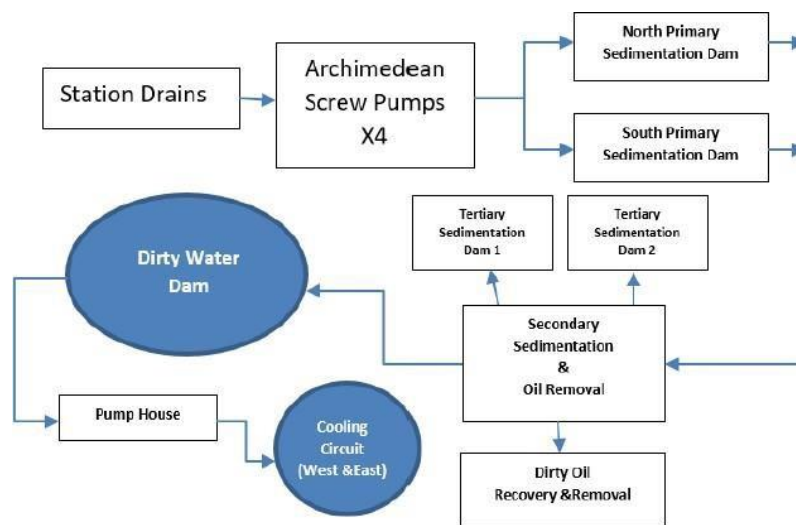 Station Drains
Archimedean
Screw Pumps
X4
North Primary
Sedimentation Dam
South Primary
Sedimentation Dam
Tertiary
Sedimentation
Dam 1
Tertiary
Sedimentation
Dam 2
Dirty Water
Dam
Secondary
Sedimentation
&
Oil Removal
Pump House
Cooling
Circuit
(West &East)
Dirty Oil
Recovery &Removal